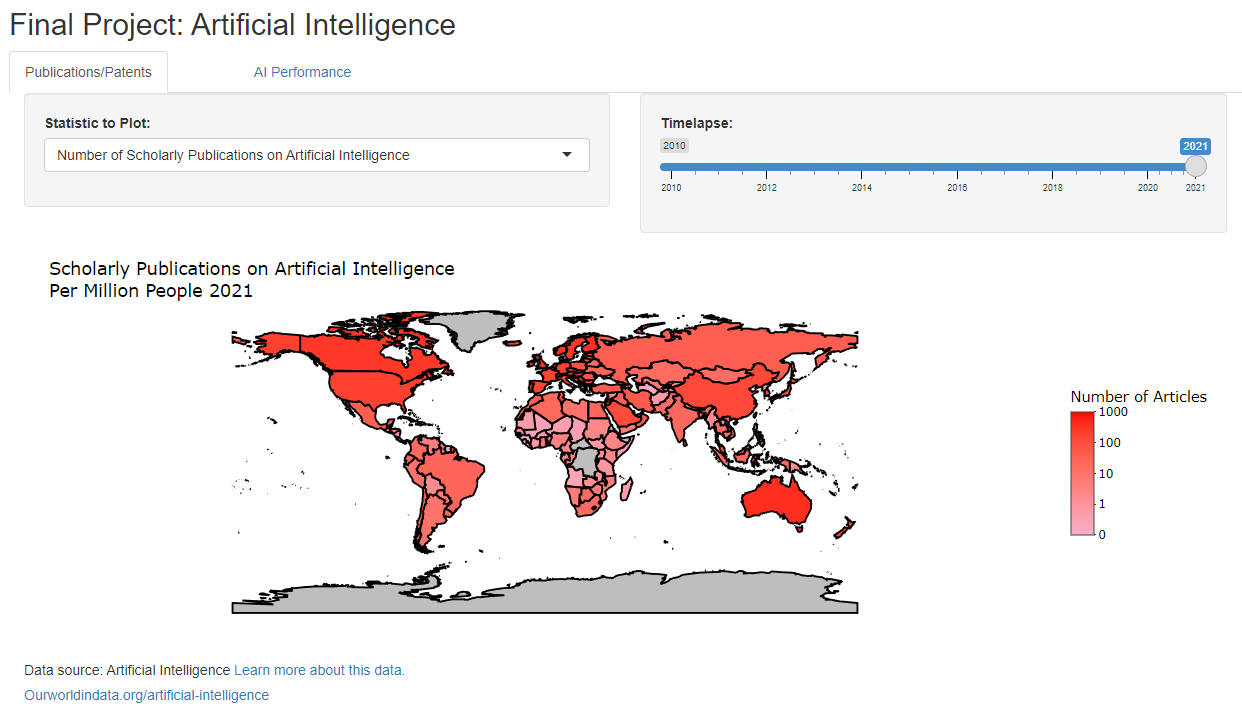 Final Project: Artificial Intelligence
Publications/Patents
AI Performance
Statistic to Plot:
Number of Scholarly Publications on Artificial Intelligence
Timelapse:
2010
2021
2010 2012 2014 2016 2018 2020 2021
Scholarly Publications on Artificial Intelligence
Per Million People 2021
Number of Articles
1000
100
10
1
0
Data source: Artificial Intelligence Learn more about this data.
Ourworldindata.org/artificial-intelligence